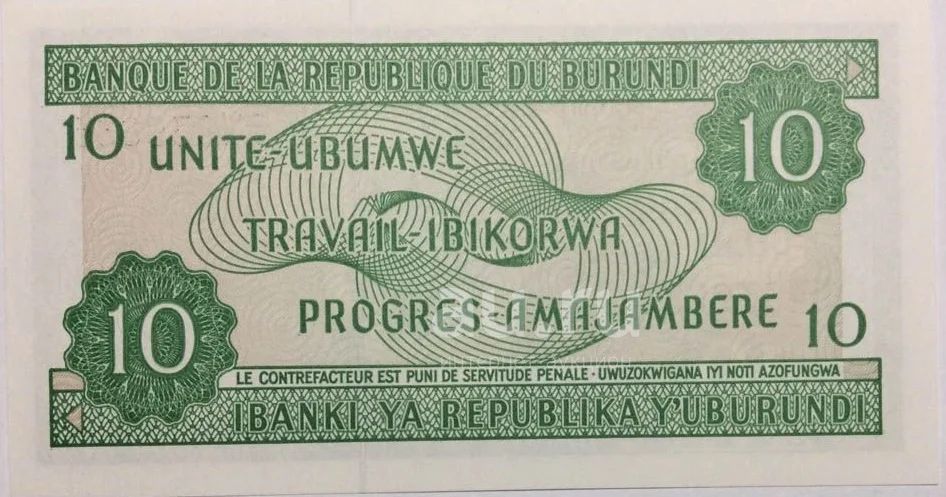 BANQUE DE LA REPUBLIQUE DU BURUNDI
10
10
UNITE-UBUMWE
TRAVAIL-IBIKORWA
PROGRES-AMAJAMBERE
10
10
LE CONTREFACTEUR EST PUNI DE SERVITUDE PENALE · UWUZOKWIGANA IYI NOTI AZOFUNGWA
IBANKI YA REPUBLIKA Y'UBURUNDI